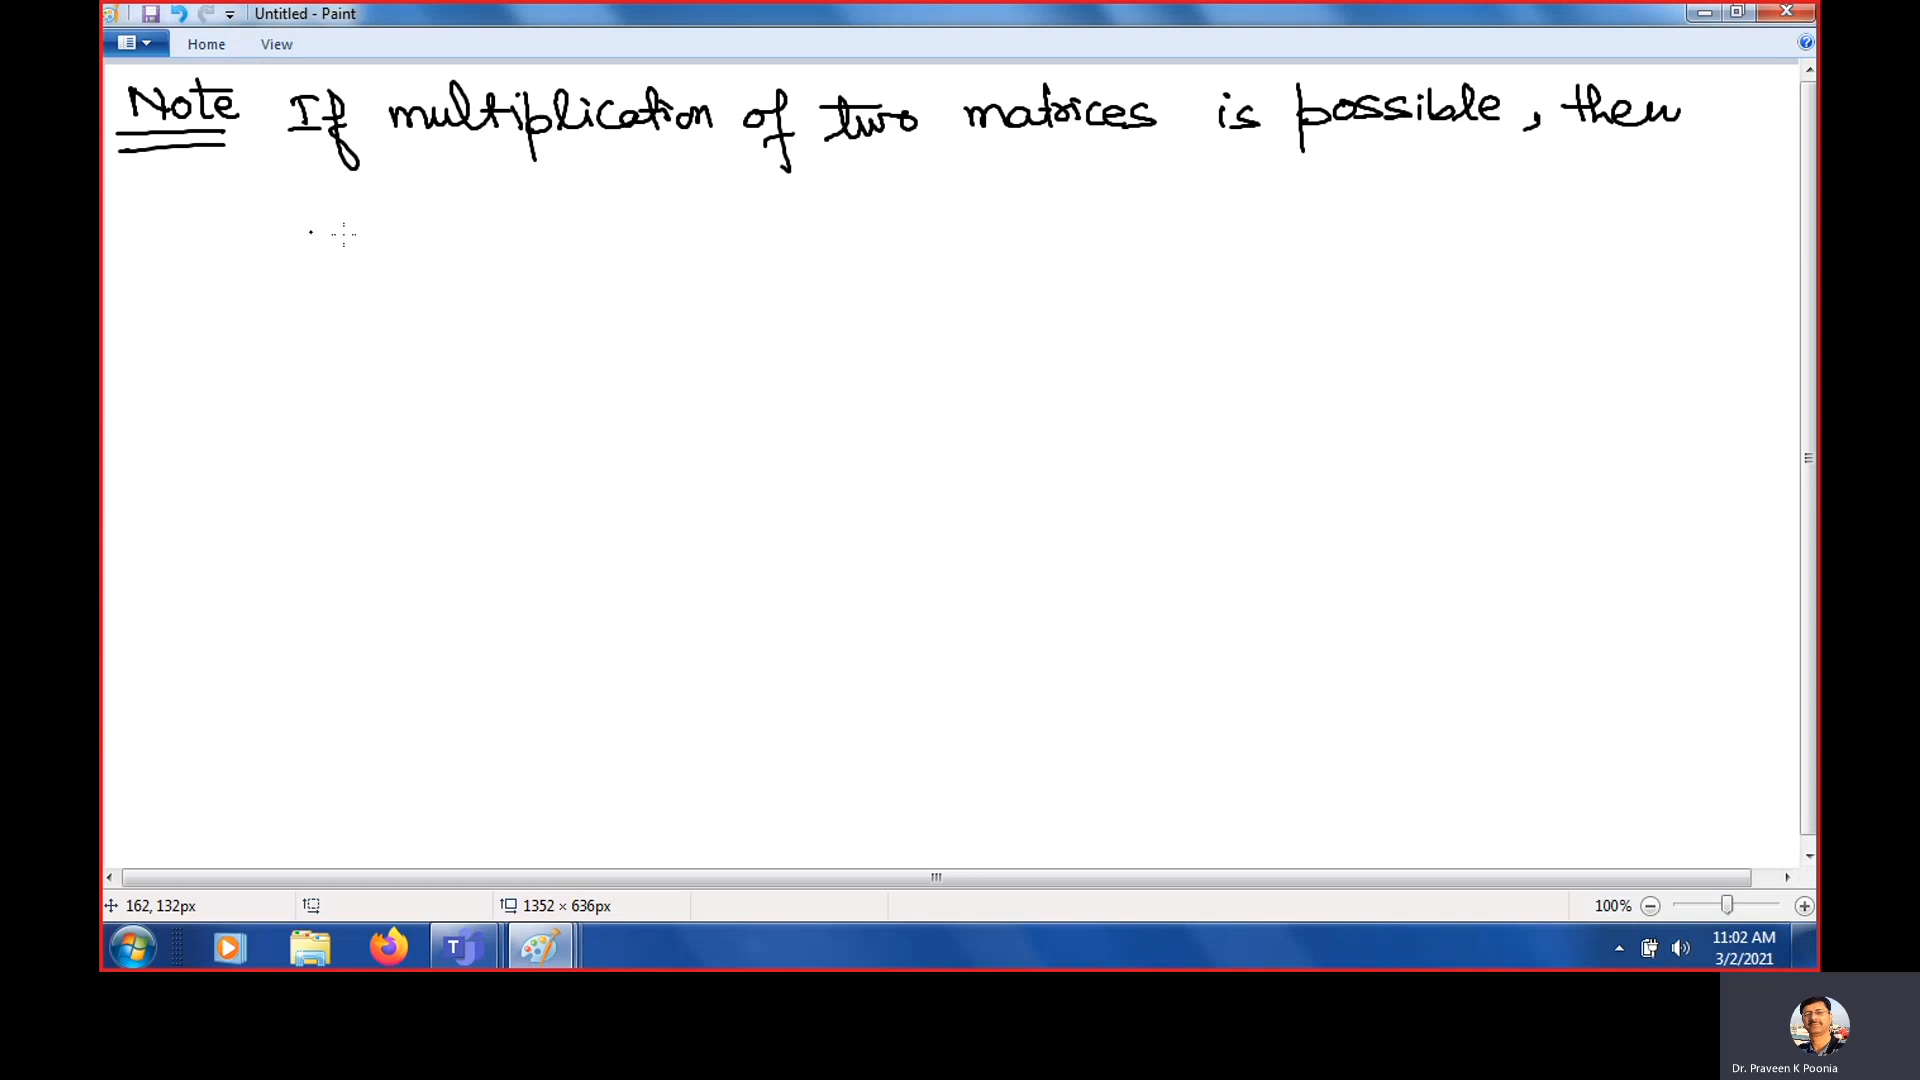 Untitled - Paint
Home View
Note If multiplication of two matrices is possible, then
162, 132px 1352 × 636px 100%
11:02 AM
3/2/2021
Dr. Praveen K Poonia